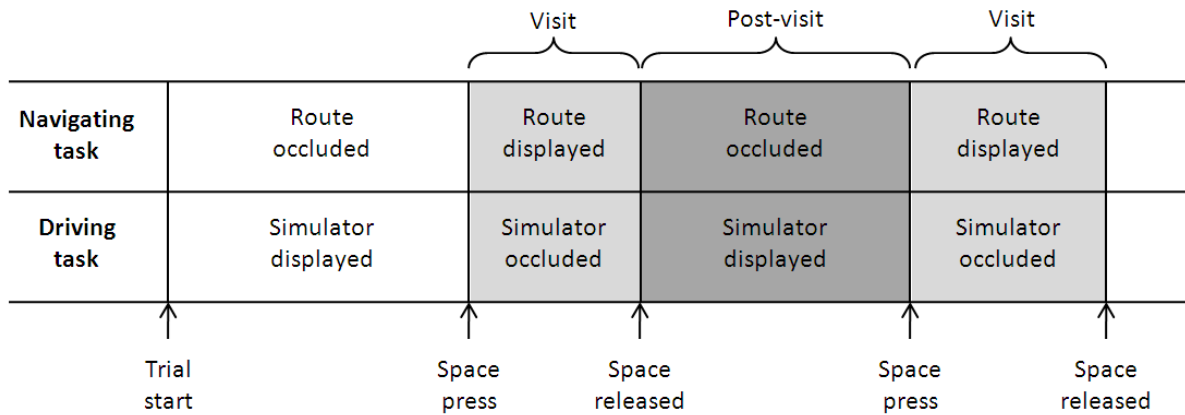 Visit
Post-visit
Visit
Navigating
task
Route
occluded
Route
displayed
Route
occluded
Route
displayed
Driving
task
Simulator
displayed
Simulator
occluded
Simulator
displayed
Simulator
occluded
Trial
start
Space
press
Space
released
Space
press
Space
released